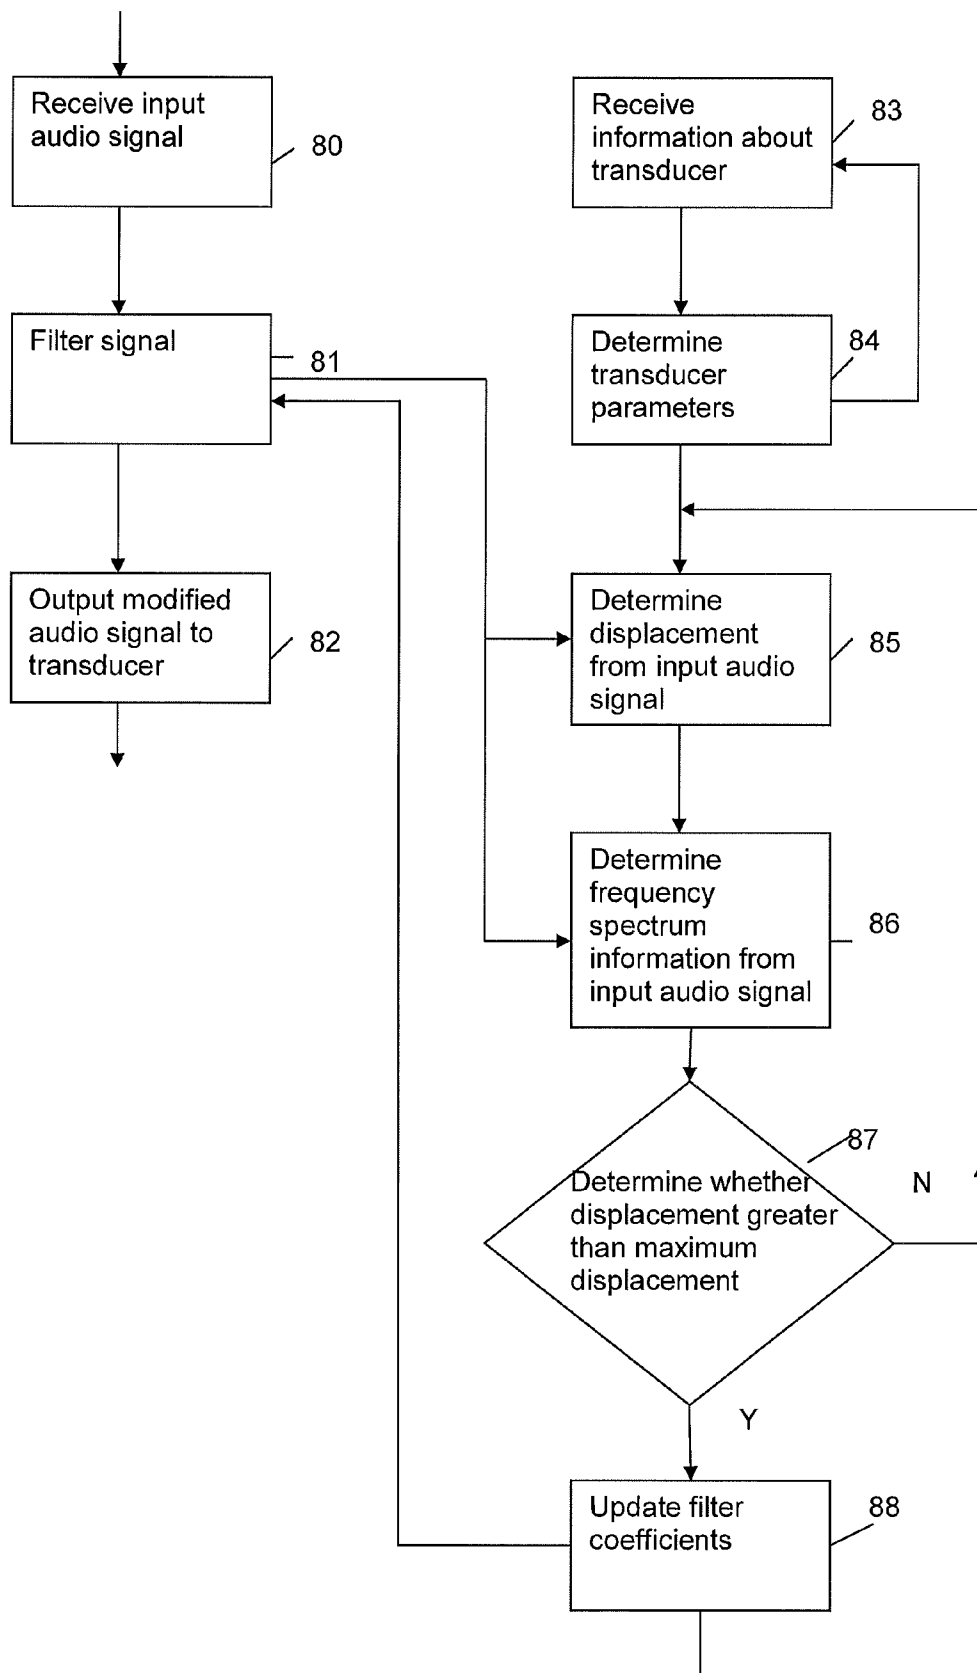 Receive input
audio signal
80
Filter signal
81
Output modified
audio signal to
transducer
82
Receive
information about
transducer
83
Determine
transducer
parameters
84
Determine
displacement
from input audio
signal
85
Determine
frequency
spectrum
information from
input audio signal
86
87
Determine whether
displacement greater
than maximum
displacement
N
Y
Update filter
coefficients
88